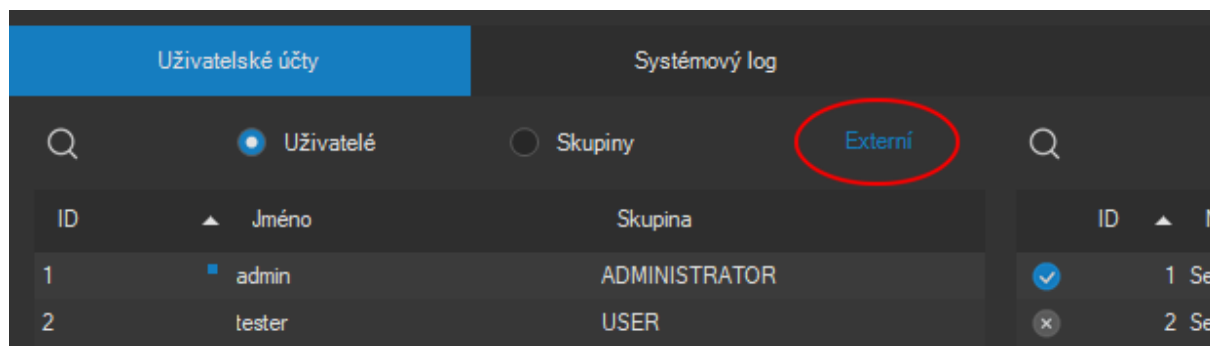 Uživatelské účty Systémový log
Uživatelé Skupiny Externí
ID Jméno Skupina ID
1 admin ADMINISTRATOR 1
2 tester USER 2